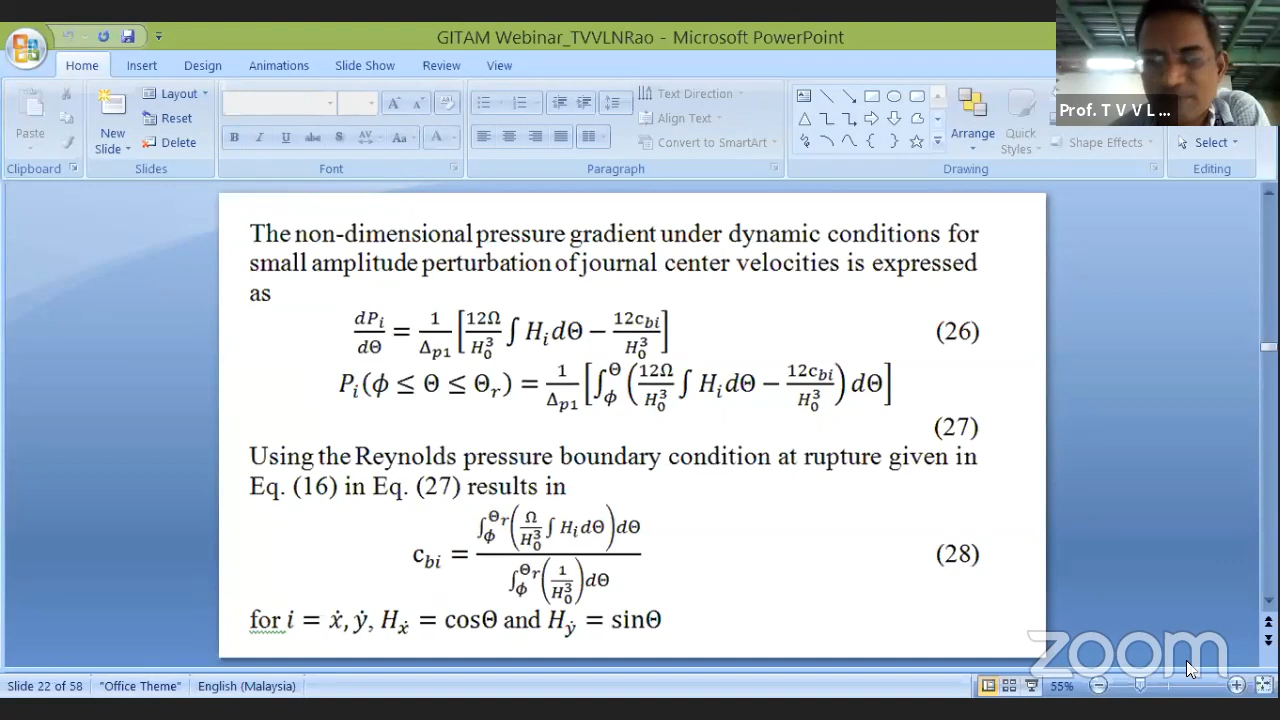 GITAM Webinar_TVVLNRao - Microsoft PowerPoint
Home Insert Design Animations Slide Show Review View
Prof. T V V L ...
Paste
New Slide
Layout
Reset
Delete
B I U abc S AV Aa A
Text Direction
Align Text
Convert to SmartArt
Arrange
Quick Styles
Shape Effects
Select
Clipboard Slides Font Paragraph Drawing Editing
The non-dimensional pressure gradient under dynamic conditions for
small amplitude perturbation of journal center velocities is expressed
as
dP_i/dΘ = 1/Δ_p1 [12Ω/H_0^3 ∫ H_i dΘ − 12c_bi/H_0^3] (26)
P_i(ϕ ≤ Θ ≤ Θ_r) = 1/Δ_p1 [∫_ϕ^Θ (12Ω/H_0^3 ∫ H_i dΘ − 12c_bi/H_0^3) dΘ]
(27)
Using the Reynolds pressure boundary condition at rupture given in
Eq. (16) in Eq. (27) results in
c_bi = ∫_ϕ^Θ_r (Ω/H_0^3 ∫ H_i dΘ) dΘ / ∫_ϕ^Θ_r (1/H_0^3) dΘ (28)
for i = ẋ, ẏ, H_ẋ = cosΘ and H_ẏ = sinΘ
zoom
Slide 22 of 58 "Office Theme" English (Malaysia) 55%